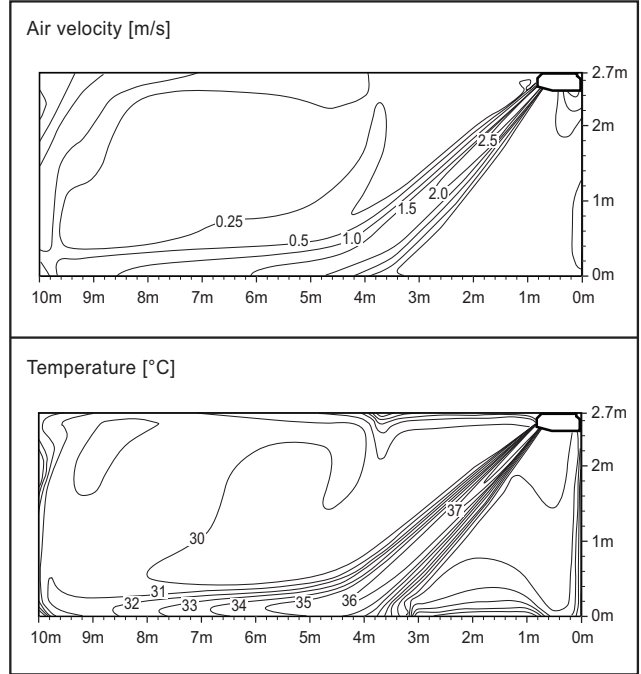 Air velocity [m/s]
2.7m
2m
2.5
2.0
1m
1.5
0.25
0.5
1.0
0m
10m 9m 8m 7m 6m 5m 4m 3m 2m 1m 0m
Temperature [°C]
2.7m
2m
37
30
1m
31
32 33 34 35 36
0m
10m 9m 8m 7m 6m 5m 4m 3m 2m 1m 0m